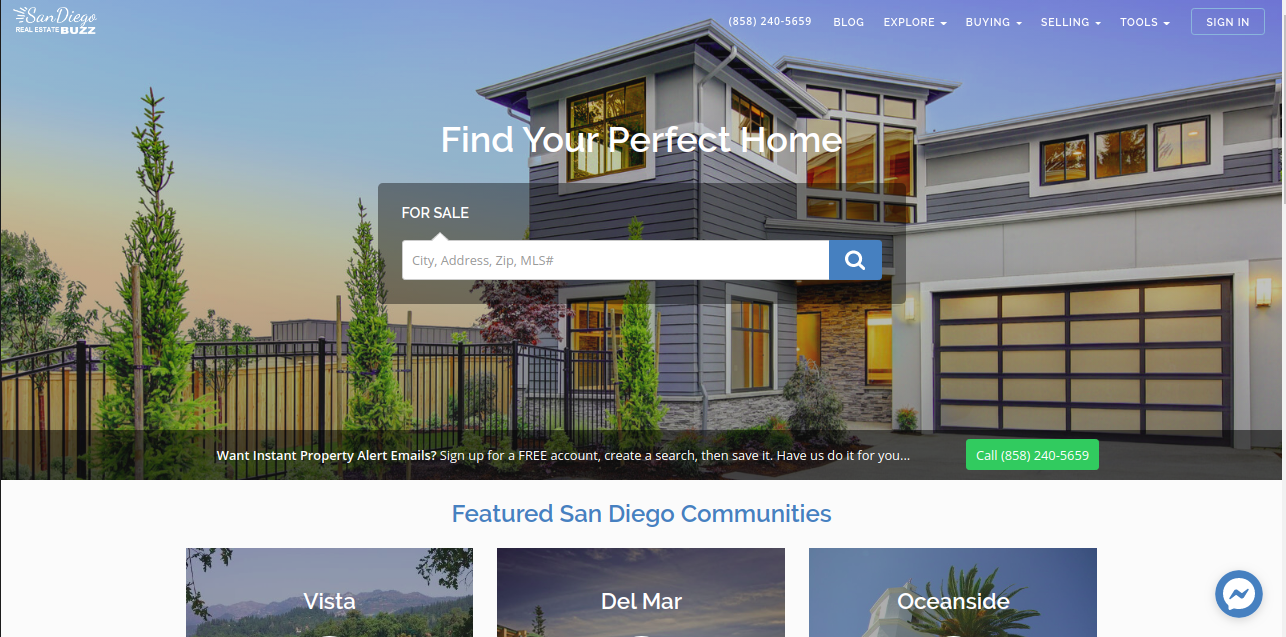 San Diego
REAL ESTATE BUZZ
(858) 240-5659
BLOG
EXPLORE
BUYING
SELLING
TOOLS
SIGN IN
Find Your Perfect Home
FOR SALE
City, Address, Zip, MLS#
Want Instant Property Alert Emails? Sign up for a FREE account, create a search, then save it. Have us do it for you...
Call (858) 240-5659
Featured San Diego Communities
Vista
Del Mar
Oceanside